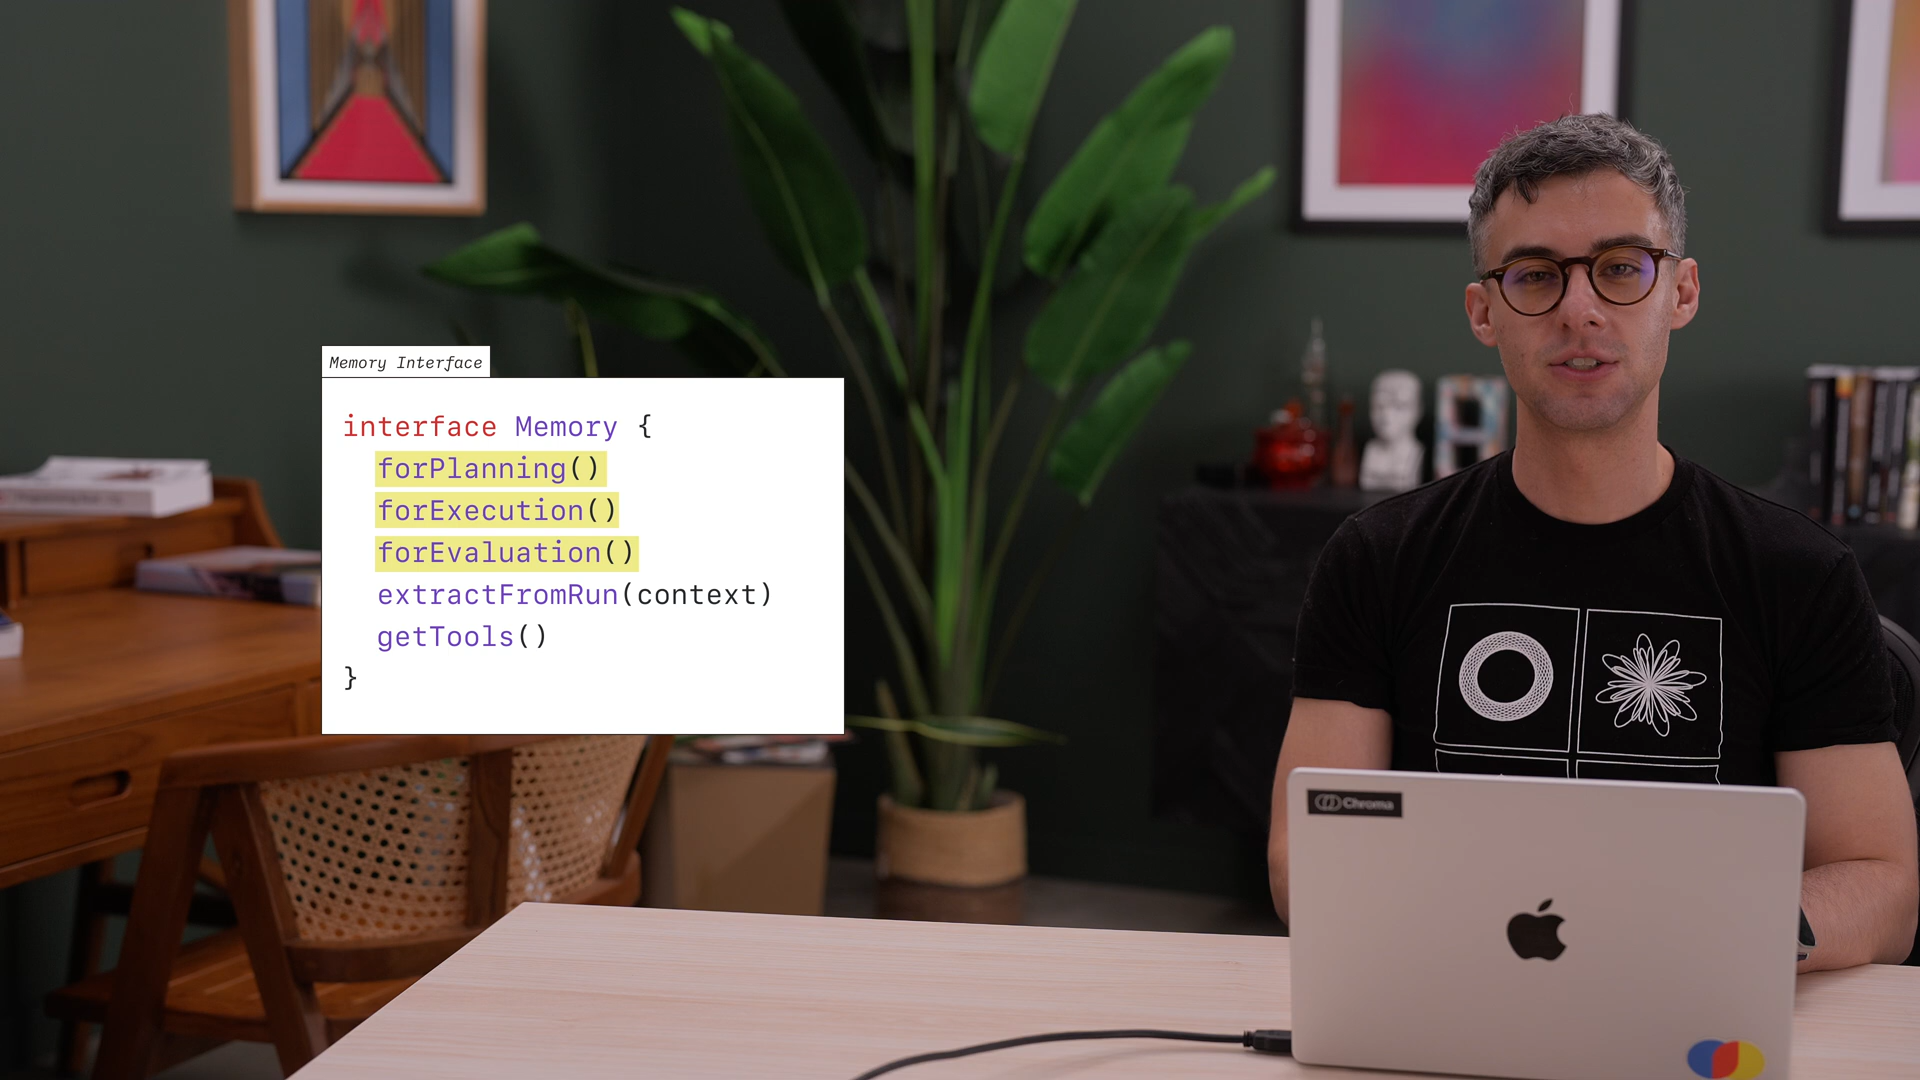 Memory Interface
interface Memory {
forPlanning()
forExecution()
forEvaluation()
extractFromRun(context)
getTools()
}
Chroma